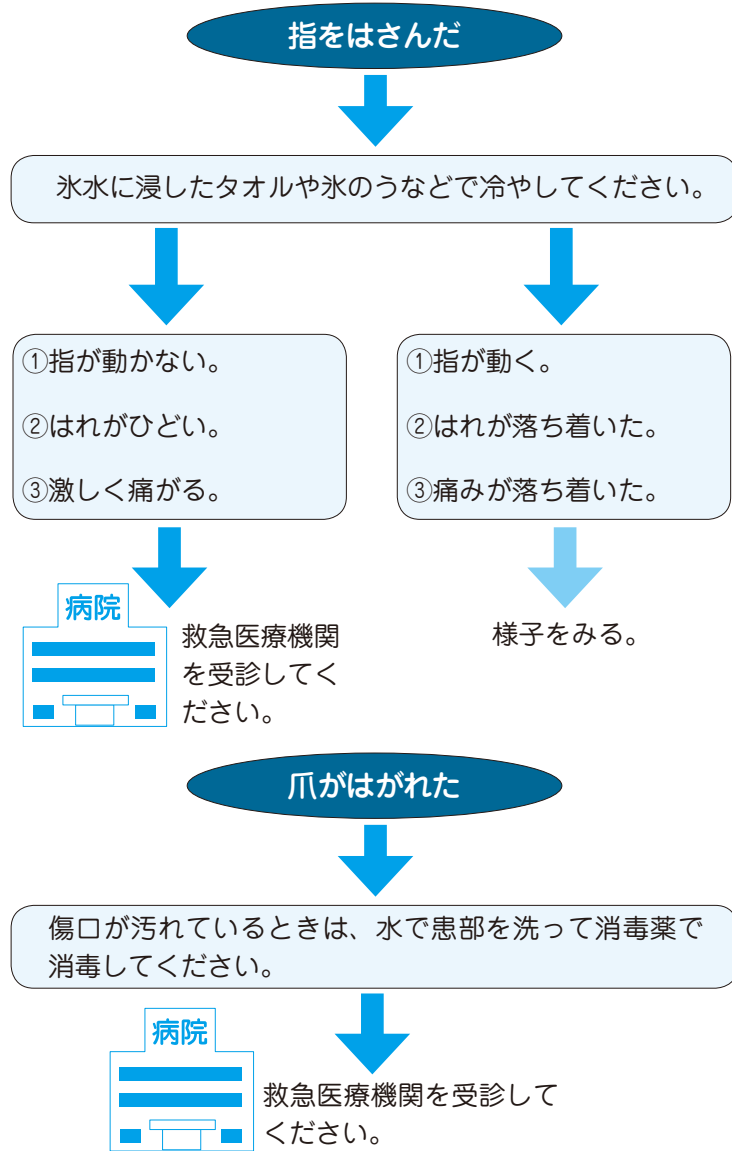 指をはさんだ
氷水に浸したタオルや氷のうなどで冷やしてください。
①指が動かない。
②はれがひどい。
③激しく痛がる。
①指が動く。
②はれが落ち着いた。
③痛みが落ち着いた。
病院
救急医療機関
を受診してく
ださい。
様子をみる。
爪がはがれた
傷口が汚れているときは、水で患部を洗って消毒薬で
消毒してください。
病院
救急医療機関を受診して
ください。